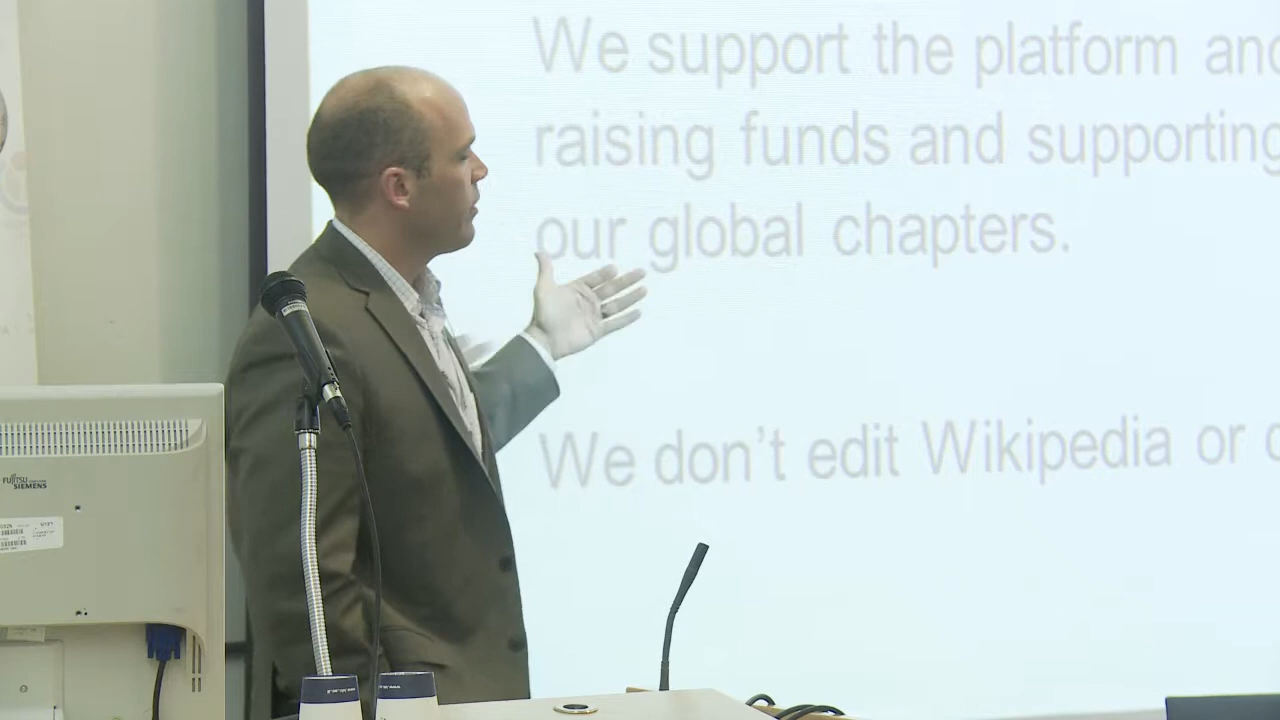 We support the platform and
raising funds and supporting
our global chapters.
We don't edit Wikipedia or
FUJITSU
SIEMENS